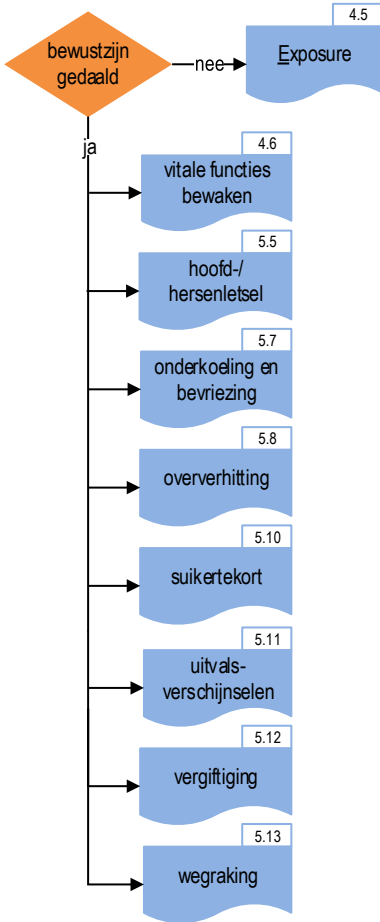 4.5
bewustzijn
gedaald
nee
Exposure
ja
4.6
vitale functies
bewaken
5.5
hoofd-/
hersenletsel
5.7
onderkoeling en
bevriezing
5.8
oververhitting
5.10
suikertekort
5.11
uitvals-
verschijnselen
5.12
vergiftiging
5.13
wegraking